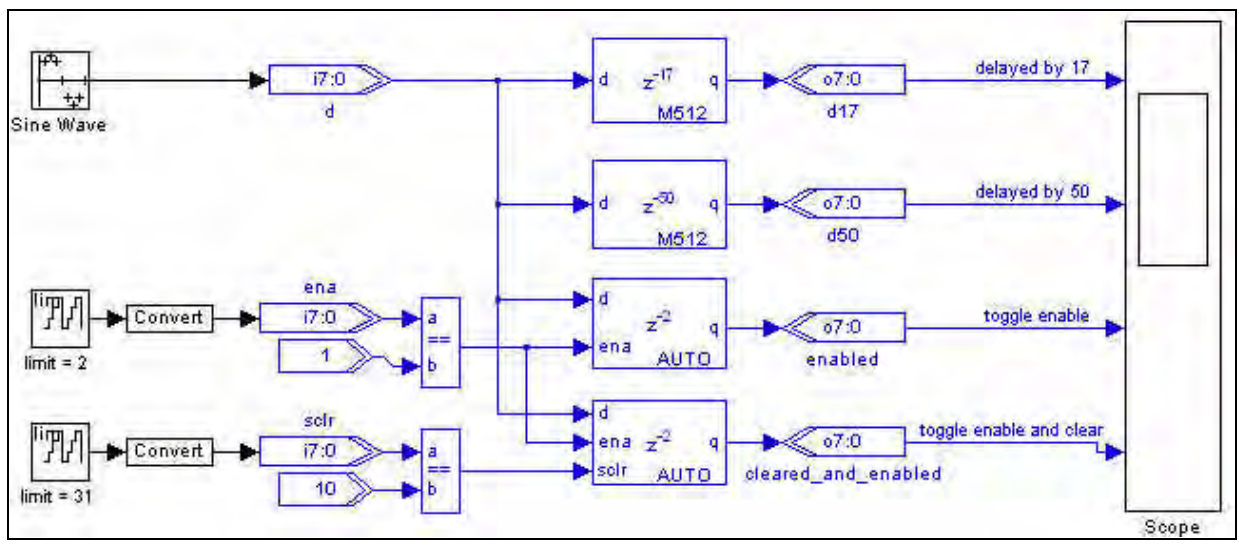 Sine Wave
i7:0
d
d z-17 q
M512
o7:0
d17
delayed by 17
d z-50 q
M512
o7:0
d50
delayed by 50
lim
limit = 2
Convert
ena
i7:0
1
a
==
b
d
z-2 q
ena
AUTO
o7:0
enabled
toggle enable
lim
limit = 31
Convert
sclr
i7:0
10
a
==
b
d
ena z-2 q
sclr
AUTO
o7:0
cleared_and_enabled
toggle enable and clear
Scope